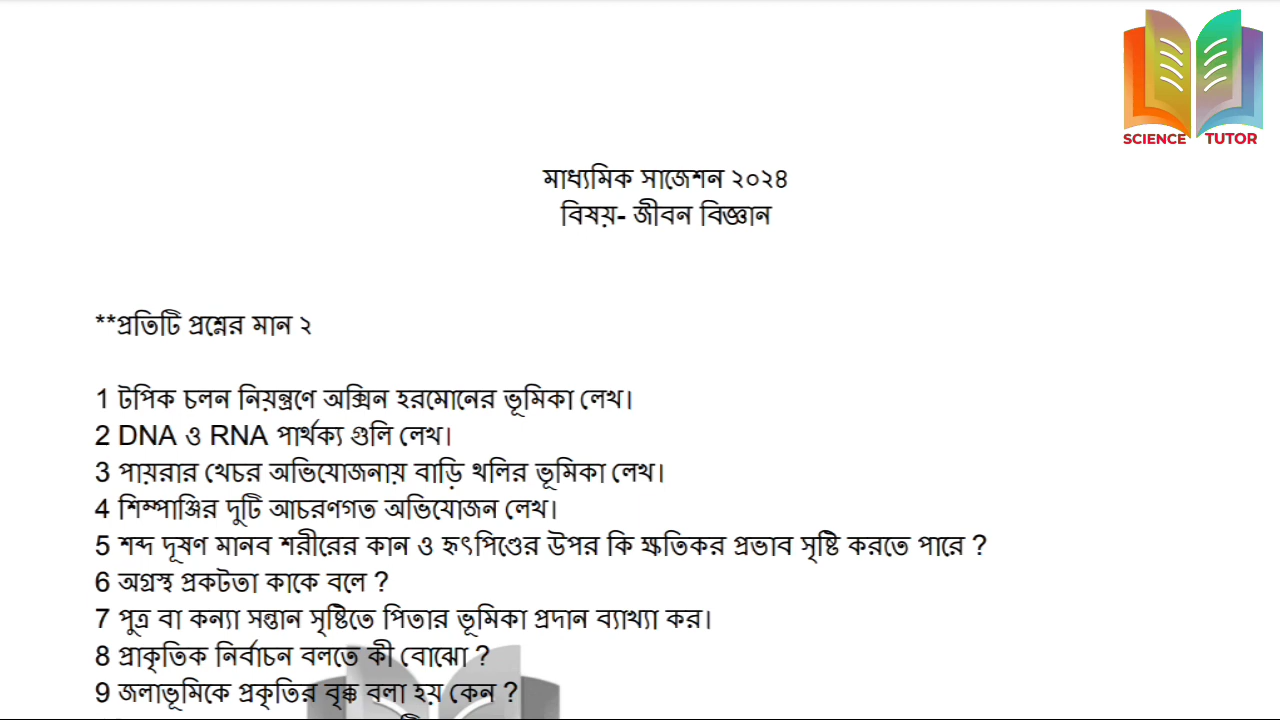 SCIENCE TUTOR
মাধ্যমিক সাজেশন ২০২৪
বিষয়- জীবন বিজ্ঞান
**প্রতিটি প্রশ্নের মান ২
1 টপিক চলন নিয়ন্ত্রণে অক্সিন হরমোনের ভূমিকা লেখ।
2 DNA ও RNA পার্থক্য গুলি লেখ।
3 পায়রার খেচর অভিযোজনায় বাড়ি থলির ভূমিকা লেখ।
4 শিম্পাঞ্জির দুটি আচরণগত অভিযোজন লেখ।
5 শব্দ দূষণ মানব শরীরের কান ও হৃৎপিণ্ডের উপর কি ক্ষতিকর প্রভাব সৃষ্টি করতে পারে ?
6 অগ্রস্থ প্রকটতা কাকে বলে ?
7 পুত্র বা কন্যা সন্তান সৃষ্টিতে পিতার ভূমিকা প্রদান ব্যাখ্যা কর।
8 প্রাকৃতিক নির্বাচন বলতে কী বোঝো ?
9 জলাভূমিকে প্রকৃতির বৃক্ক বলা হয় কেন ?